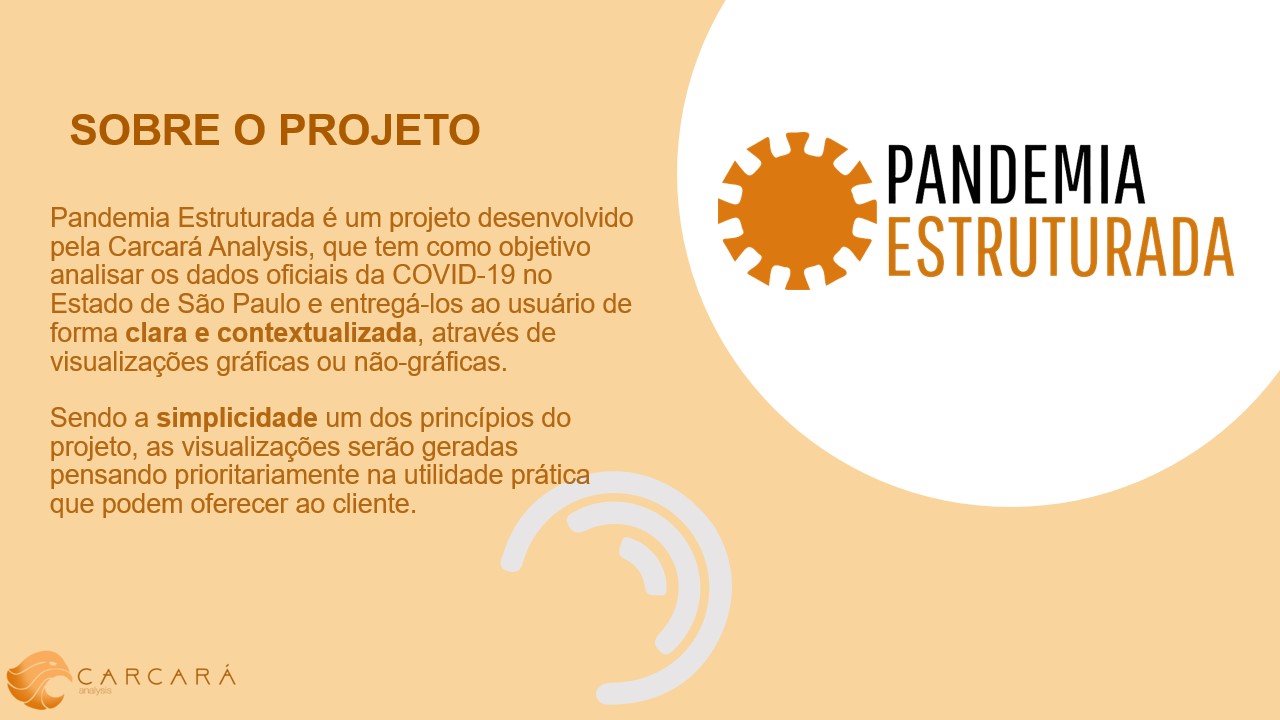 SOBRE O PROJETO
Pandemia Estruturada é um projeto desenvolvido
pela Carcará Analysis, que tem como objetivo
analisar os dados oficiais da COVID-19 no
Estado de São Paulo e entregá-los ao usuário de
forma clara e contextualizada, através de
visualizações gráficas ou não-gráficas.
Sendo a simplicidade um dos princípios do
projeto, as visualizações serão geradas
pensando prioritariamente na utilidade prática
que podem oferecer ao cliente.
PANDEMIA
ESTRUTURADA
CARCARÁ
analysis